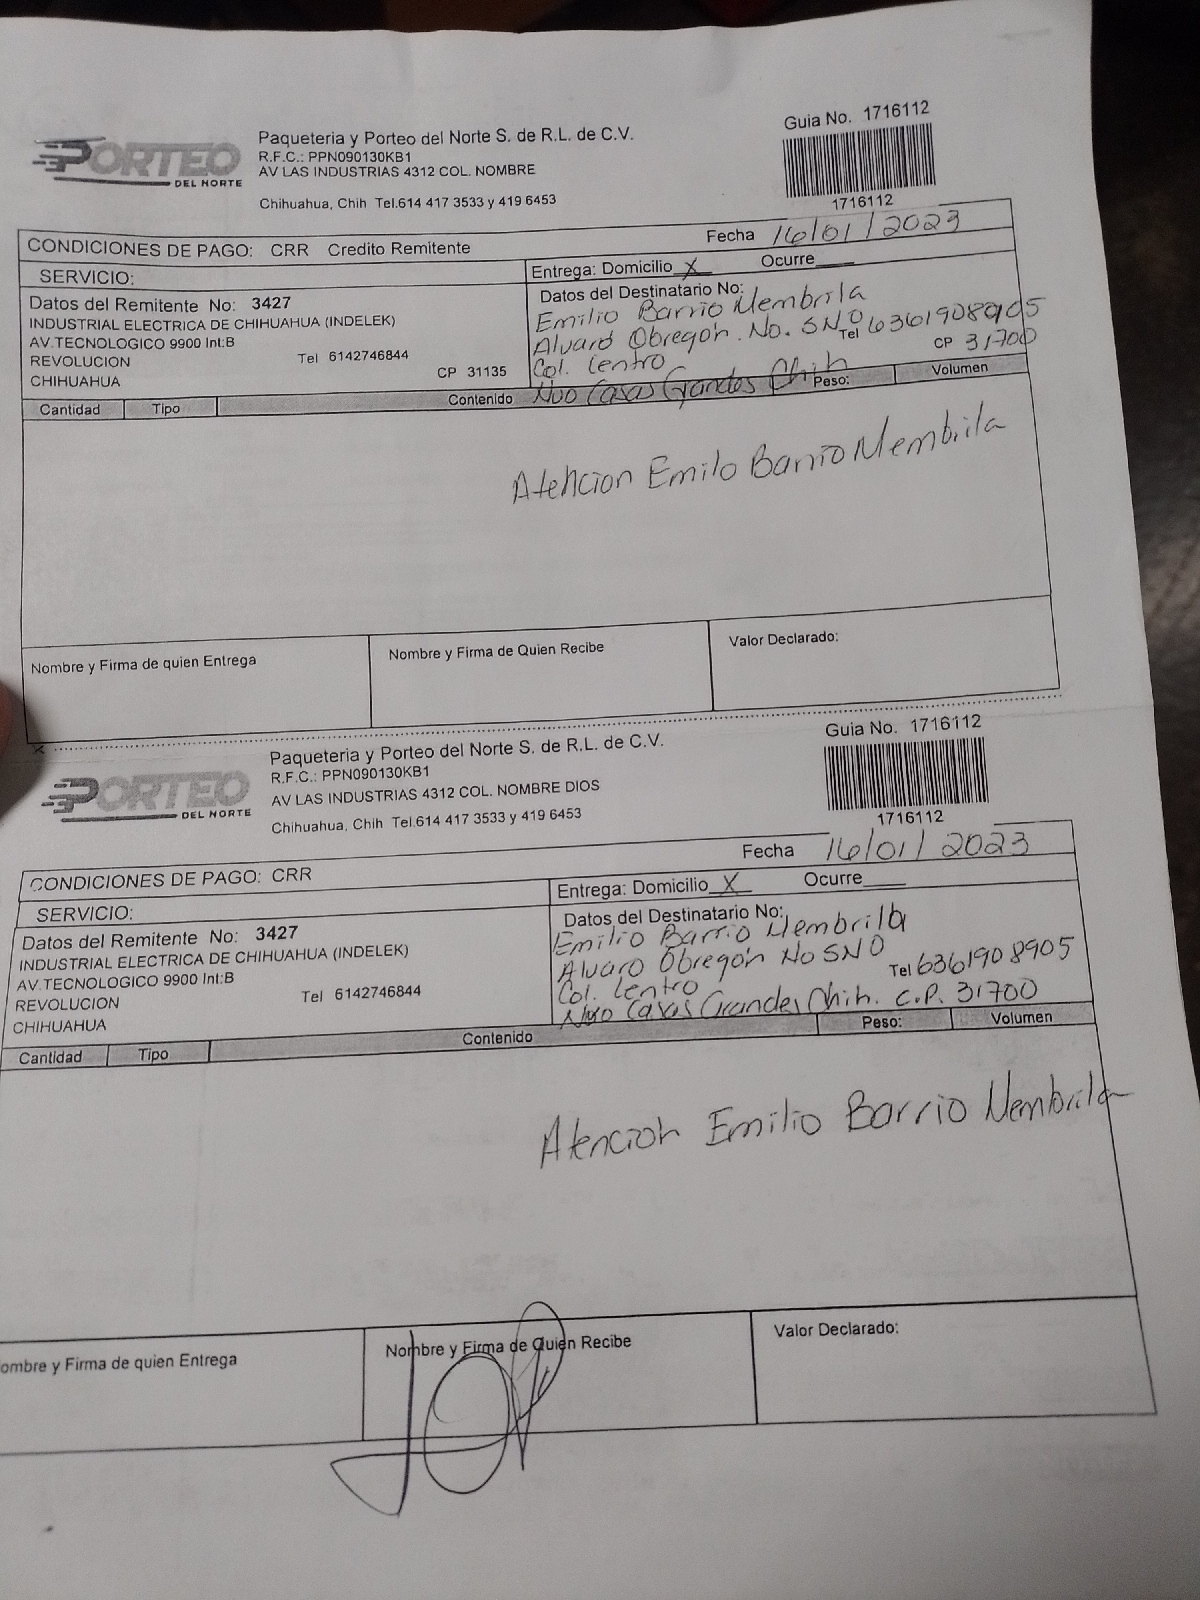 PORTEO
DEL NORTE
Paqueteria y Porteo del Norte S. de R.L. de C.V.
R.F.C.: PPN090130KB1
AV LAS INDUSTRIAS 4312 COL. NOMBRE
Chihuahua, Chih Tel.614 417 3533 y 419 6453
Guia No. 1716112
1716112
Fecha 16/01/2023
CONDICIONES DE PAGO: CRR Credito Remitente
SERVICIO:
Entrega: Domicilio X Ocurre
Datos del Remitente No: 3427
INDUSTRIAL ELECTRICA DE CHIHUAHUA (INDELEK)
AV.TECNOLOGICO 9900 Int:B
REVOLUCION Tel 6142746844
CHIHUAHUA CP 31135
Datos del Destinatario No:
Emilio Barrio Membrila
Alvaro Obregon. No. SNO Tel 6361908905
Col. Centro CP 31700
Nvo Casas Grandes Chih
Cantidad Tipo Contenido Peso: Volumen
Atencion Emilo Barrio Membrila
Nombre y Firma de quien Entrega Nombre y Firma de Quien Recibe Valor Declarado:
PORTEO
DEL NORTE
Paqueteria y Porteo del Norte S. de R.L. de C.V.
R.F.C.: PPN090130KB1
AV LAS INDUSTRIAS 4312 COL. NOMBRE DIOS
Chihuahua, Chih Tel.614 417 3533 y 419 6453
Guia No. 1716112
1716112
Fecha 16/01/2023
CONDICIONES DE PAGO: CRR
SERVICIO:
Entrega: Domicilio X Ocurre
Datos del Remitente No: 3427
INDUSTRIAL ELECTRICA DE CHIHUAHUA (INDELEK)
AV.TECNOLOGICO 9900 Int:B
REVOLUCION Tel 6142746844
CHIHUAHUA
Datos del Destinatario No:
Emilio Barrio Membrila
Alvaro Obregón No SNO Tel 6361908905
Col. Centro
Nvo Casas Grandes Chih. C.P. 31700
Cantidad Tipo Contenido Peso: Volumen
Atencion Emilio Barrio Membrila
ombre y Firma de quien Entrega Nombre y Firma de Quien Recibe Valor Declarado: